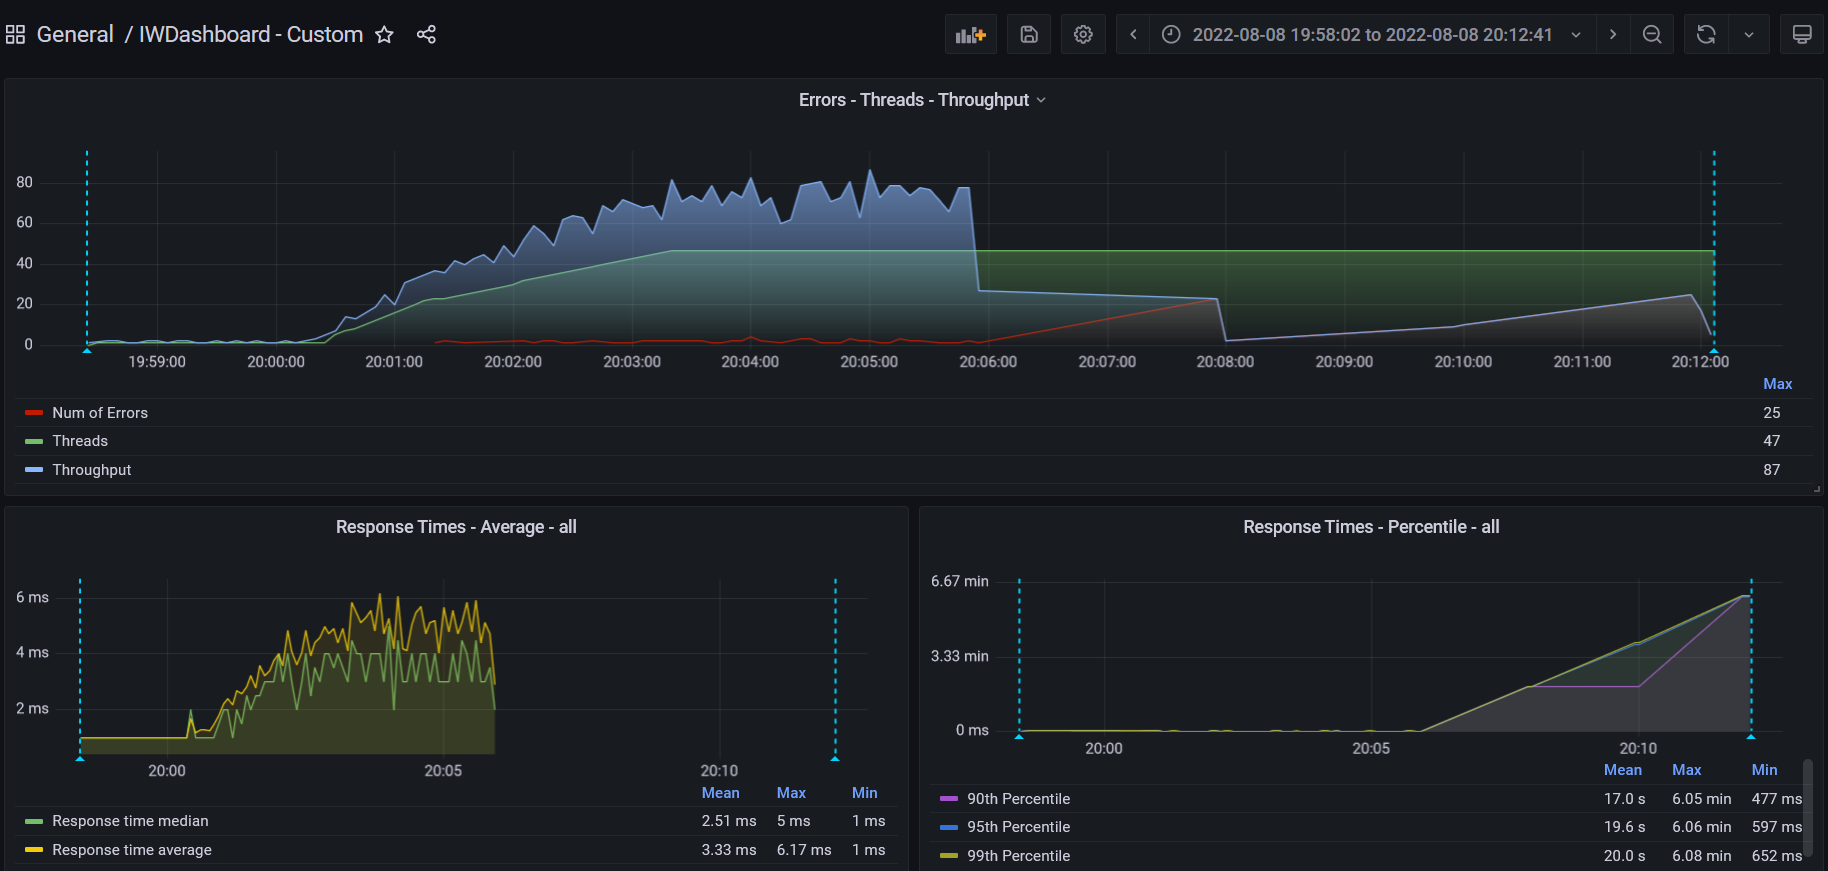 General / IWDashboard - Custom
2022-08-08 19:58:02 to 2022-08-08 20:12:41
Errors - Threads - Throughput
80
60
40
20
0
19:59:00 20:00:00 20:01:00 20:02:00 20:03:00 20:04:00 20:05:00 20:06:00 20:07:00 20:08:00 20:09:00 20:10:00 20:11:00 20:12:00
Max
Num of Errors 25
Threads 47
Throughput 87
Response Times - Average - all
6 ms
4 ms
2 ms
20:00 20:05 20:10
Mean Max Min
Response time median 2.51 ms 5 ms 1 ms
Response time average 3.33 ms 6.17 ms 1 ms
Response Times - Percentile - all
6.67 min
3.33 min
0 ms
20:00 20:05 20:10
Mean Max Min
90th Percentile 17.0 s 6.05 min 477 ms
95th Percentile 19.6 s 6.06 min 597 ms
99th Percentile 20.0 s 6.08 min 652 ms